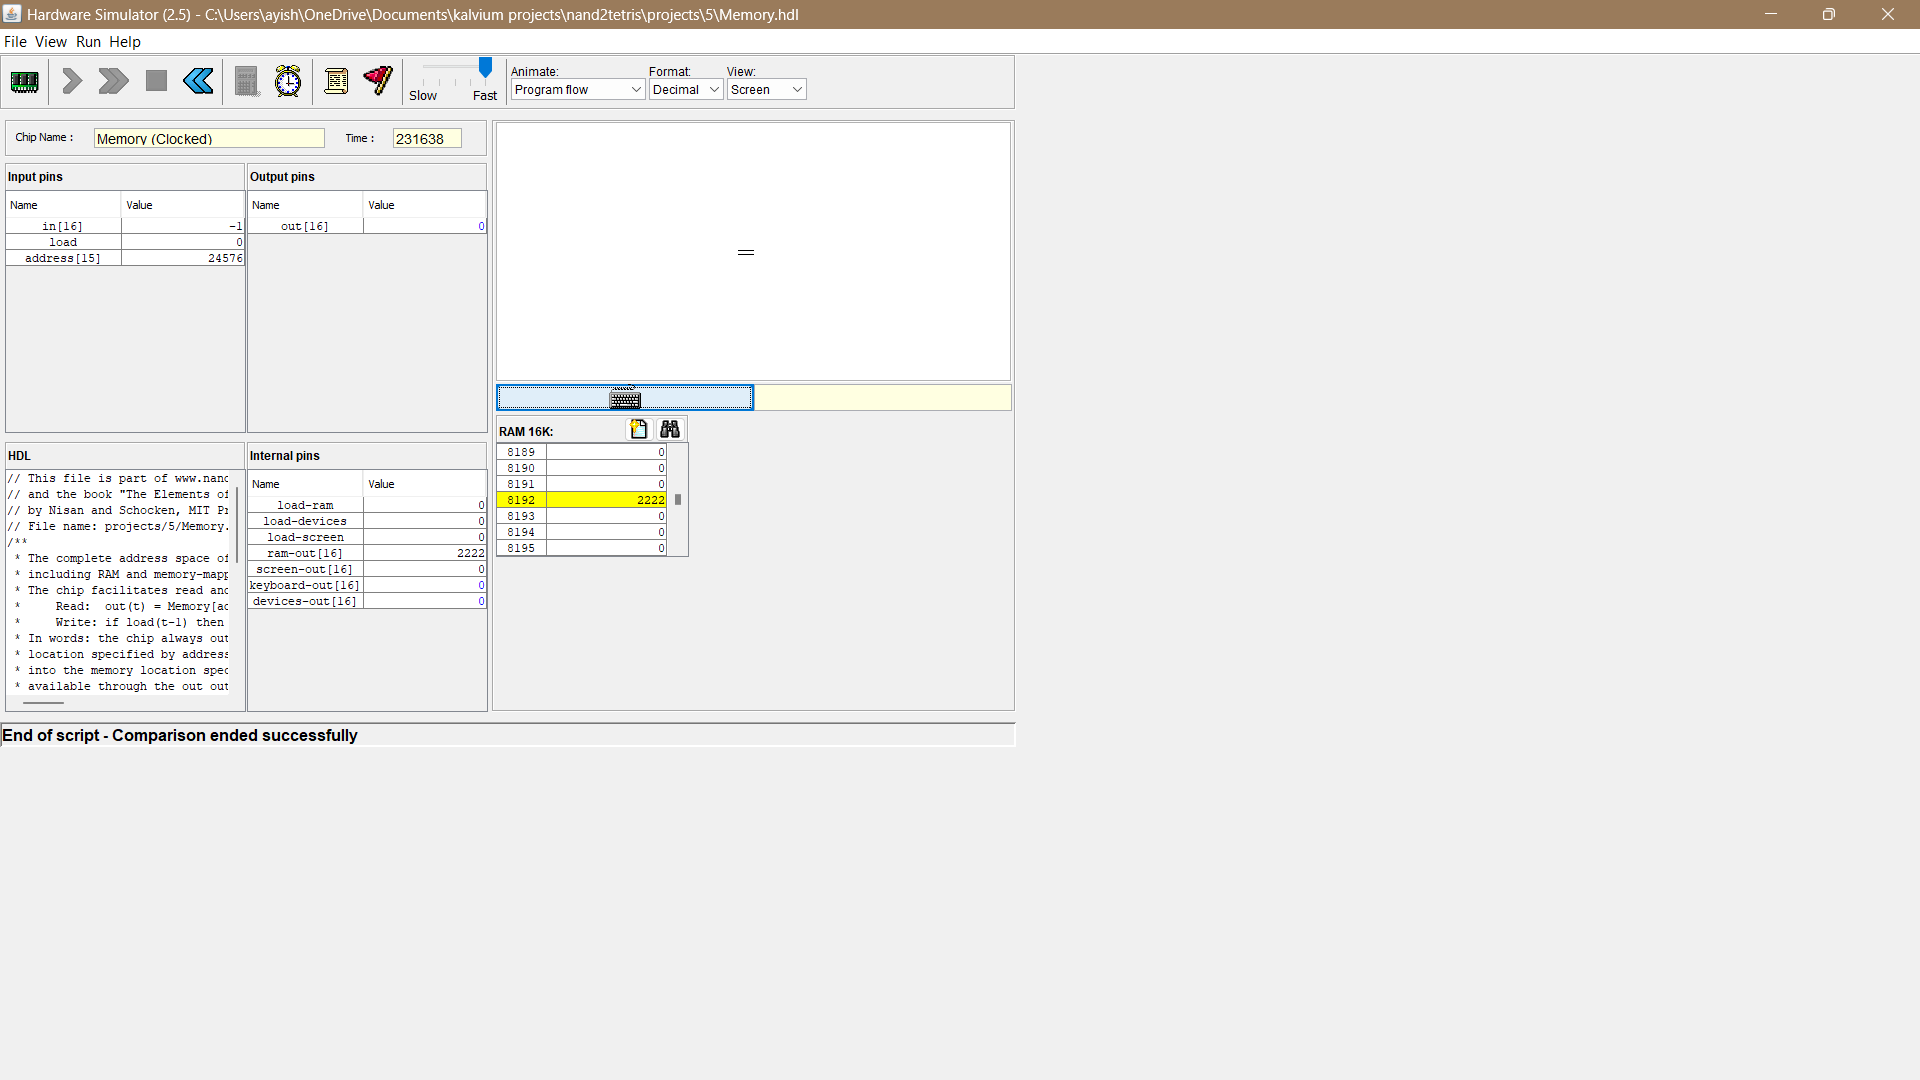 Hardware Simulator (2.5) - C:\Users\ayish\OneDrive\Documents\kalvium projects\nand2tetris\projects\5\Memory.hdl
File View Run Help
Animate: Format: View:
Slow Fast Program flow Decimal Screen
Chip Name : Memory (Clocked) Time : 231638
Input pins
Name Value
in[16] -1
load 0
address[15] 24576
Output pins
Name Value
out[16] 0
HDL
// This file is part of www.nand
// and the book "The Elements of
// by Nisan and Schocken, MIT Pr
// File name: projects/5/Memory.
/**
* The complete address space of
* including RAM and memory-mapp
* The chip facilitates read and
* Read: out(t) = Memory[ad
* Write: if load(t-1) then
* In words: the chip always out
* location specified by address
* into the memory location spec
* available through the out out
Internal pins
Name Value
load-ram 0
load-devices 0
load-screen 0
ram-out[16] 2222
screen-out[16] 0
keyboard-out[16] 0
devices-out[16] 0
RAM 16K:
8189 0
8190 0
8191 0
8192 2222
8193 0
8194 0
8195 0
End of script - Comparison ended successfully